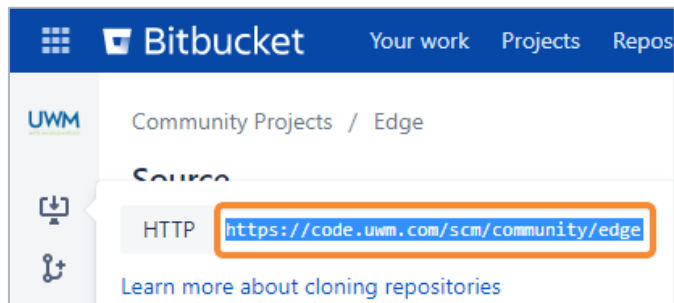 Bitbucket Your work Projects Repos
UWM
Community Projects / Edge
Source
HTTP https://code.uwm.com/scm/community/edge
Learn more about cloning repositories